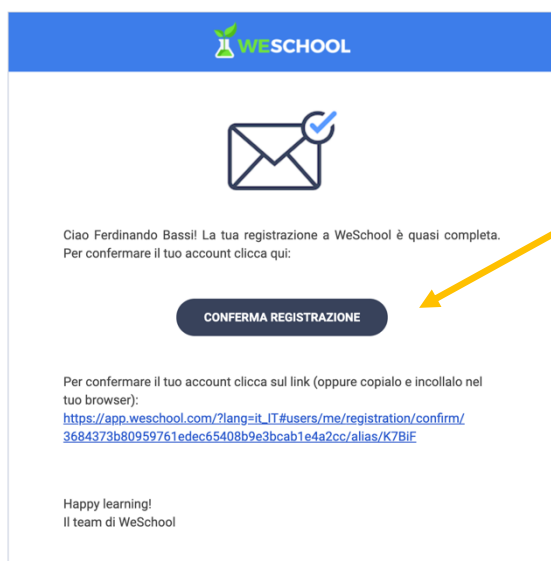 WESCHOOL
Ciao Ferdinando Bassi! La tua registrazione a WeSchool è quasi completa.
Per confermare il tuo account clicca qui:
CONFERMA REGISTRAZIONE
Per confermare il tuo account clicca sul link (oppure copialo e incollalo nel
tuo browser):
https://app.weschool.com/?lang=it_IT#users/me/registration/confirm/
3684373b80959761edec65408b9e3bcab1e4a2cc/alias/K7BiF
Happy learning!
Il team di WeSchool